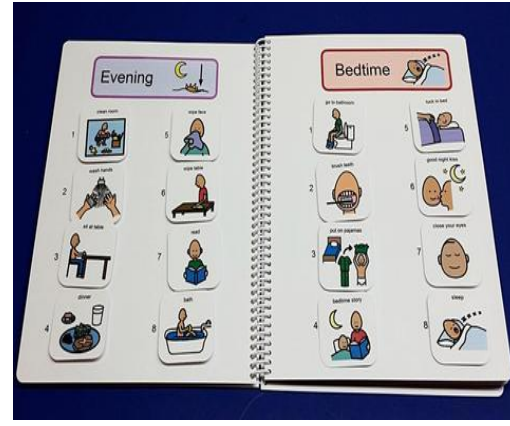 Evening
1 clean room
2 wash hands
3 sit at table
4 dinner
5 wipe face
6 wipe table
7 read
8 bath
Bedtime
1 go to bathroom
2 brush teeth
3 put on pajamas
4 bedtime story
5 tuck in bed
6 good night kiss
7 close your eyes
8 sleep